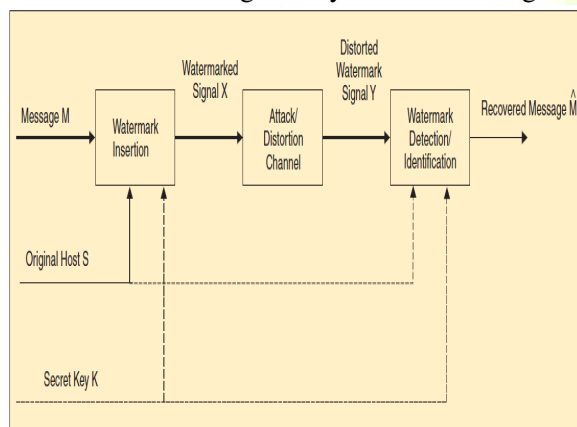 Distorted
Watermark
Signal Y
Watermarked
Signal X
Message M
Watermark
Insertion
Attack/
Distortion
Channel
Watermark
Detection/
Identification
Recovered Message M̂
Original Host S
Secret Key K